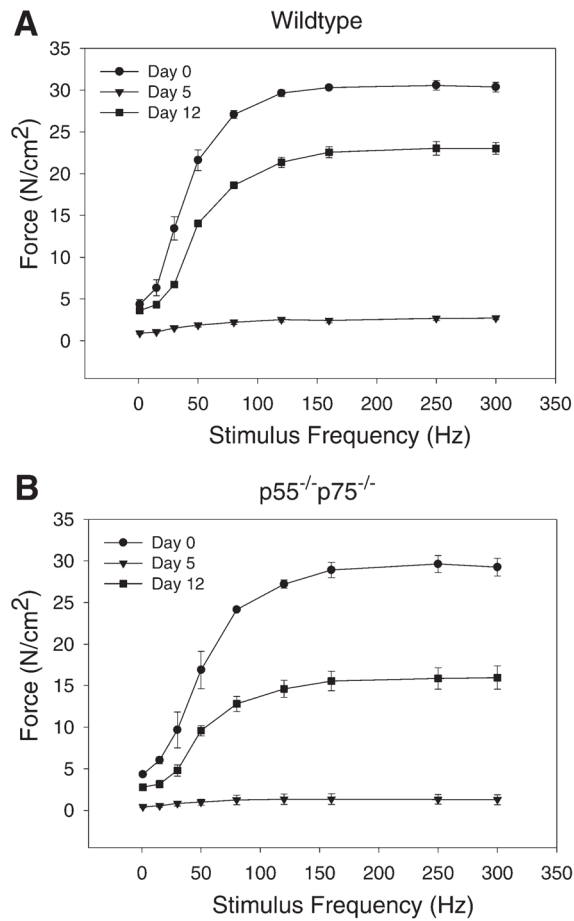 A
Wildtype
35
30
25
20
15
10
5
0
Force (N/cm²)
Day 0
Day 5
Day 12
0 50 100 150 200 250 300 350
Stimulus Frequency (Hz)
B
p55⁻/⁻p75⁻/⁻
35
30
25
20
15
10
5
0
Force (N/cm²)
Day 0
Day 5
Day 12
0 50 100 150 200 250 300 350
Stimulus Frequency (Hz)